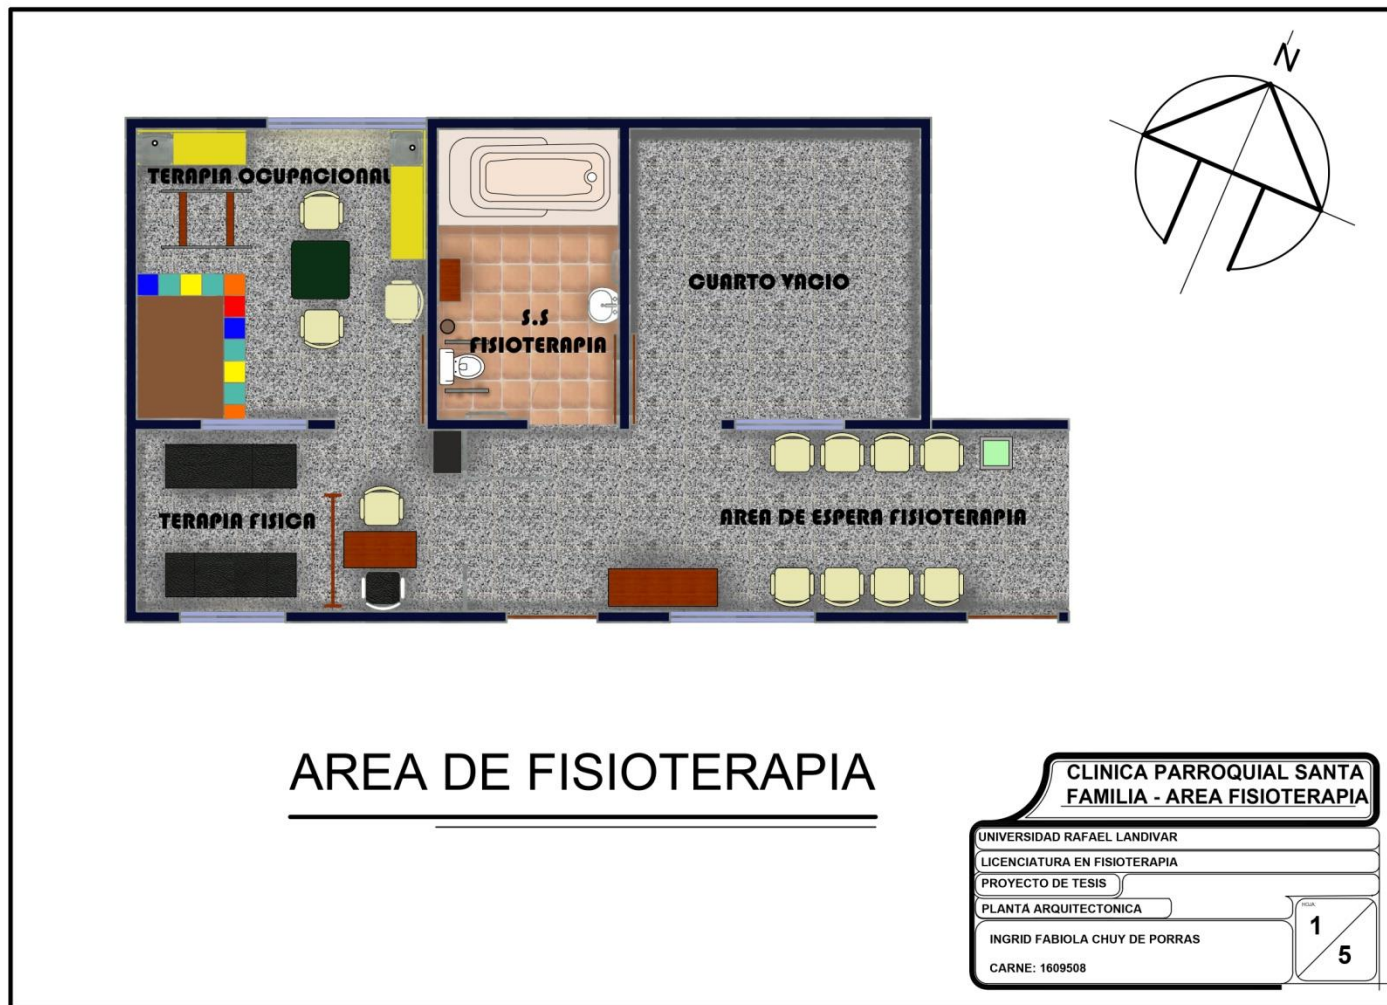 N
TERAPIA OCUPACIONAL
CUARTO VACIO
S.S
FISIOTERAPIA
TERAPIA FISICA
AREA DE ESPERA FISIOTERAPIA
AREA DE FISIOTERAPIA
CLINICA PARROQUIAL SANTA
FAMILIA - AREA FISIOTERAPIA
UNIVERSIDAD RAFAEL LANDIVAR
LICENCIATURA EN FISIOTERAPIA
PROYECTO DE TESIS
PLANTA ARQUITECTONICA
INGRID FABIOLA CHUY DE PORRAS
CARNE: 1609508
HOJA:
1
5